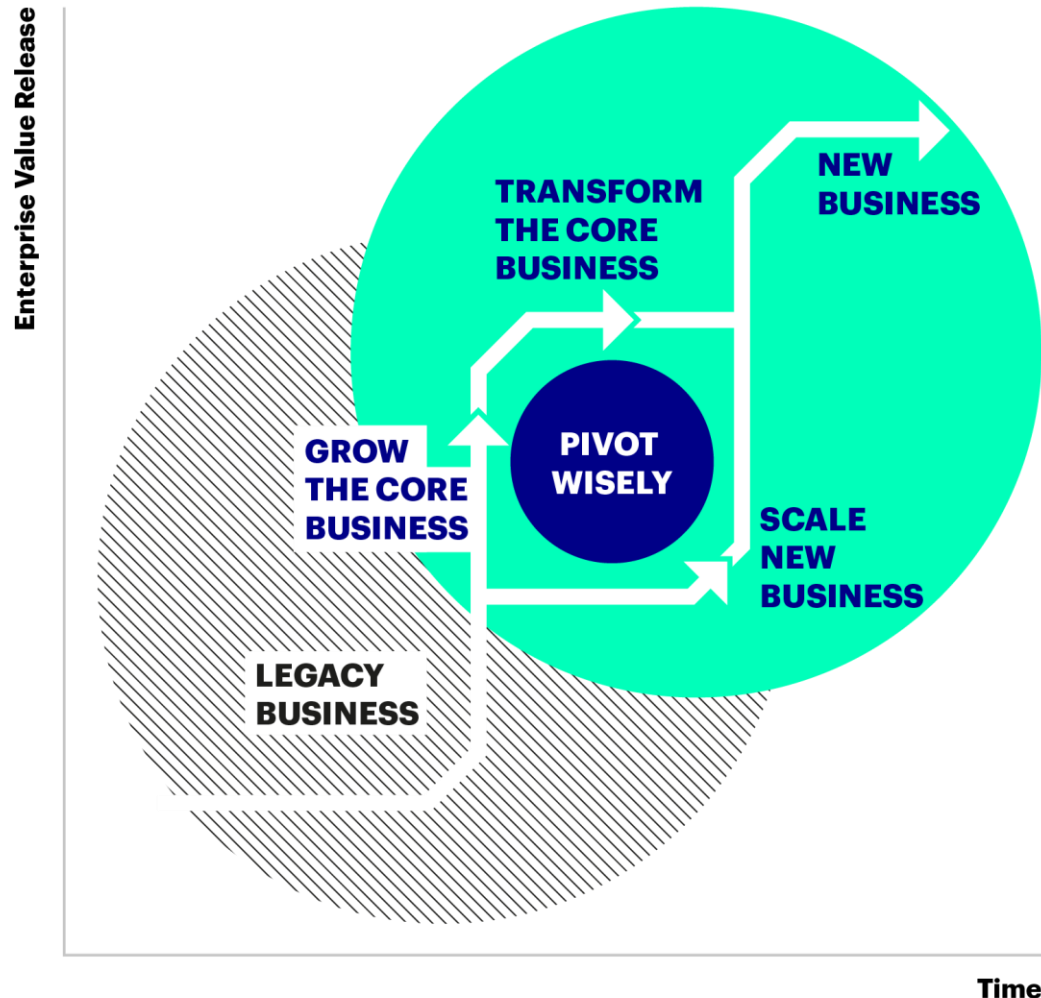 Enterprise Value Release
NEW
BUSINESS
TRANSFORM
THE CORE
BUSINESS
GROW
THE CORE
BUSINESS
PIVOT
WISELY
SCALE
NEW
BUSINESS
LEGACY
BUSINESS
Time